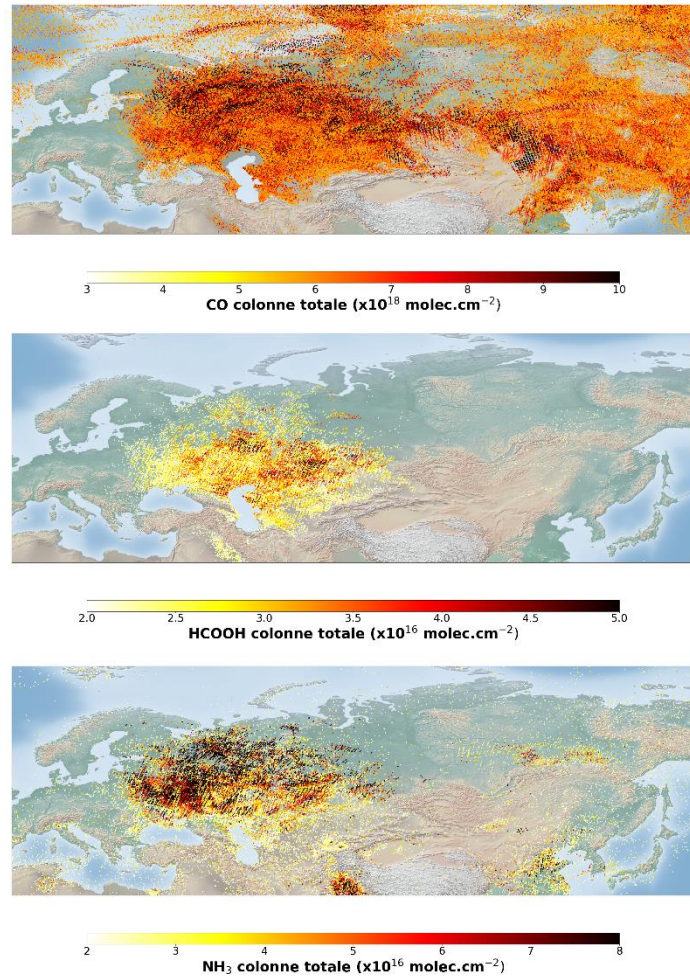 3 4 5 6 7 8 9 10
CO colonne totale (x10¹⁸ molec.cm⁻²)
2.0 2.5 3.0 3.5 4.0 4.5 5.0
HCOOH colonne totale (x10¹⁶ molec.cm⁻²)
2 3 4 5 6 7 8
NH₃ colonne totale (x10¹⁶ molec.cm⁻²)